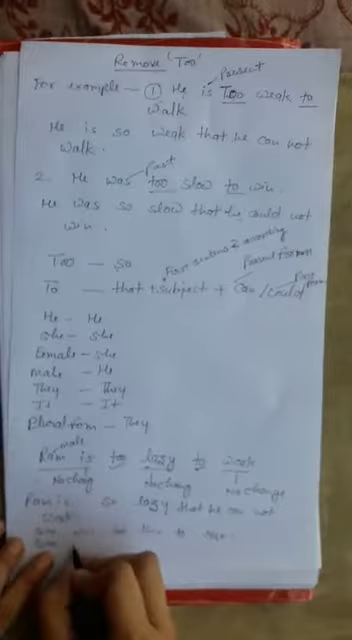 Remove 'Too'
Present
For example - ① He is Too weak to
walk
He is so weak that he can not
walk.
Past
2. He was too slow to win.
He was so slow that he could not
win.
First sentence according
Present Form
Past Form
Too - so
To - that + subject + Can / Could
He - He
She - She
Female - She
male - He
They - They
It - It
Plural Form - They
male
Ram is too lazy to work
No chang No chang No change
Ram is so lazy that he can not
work